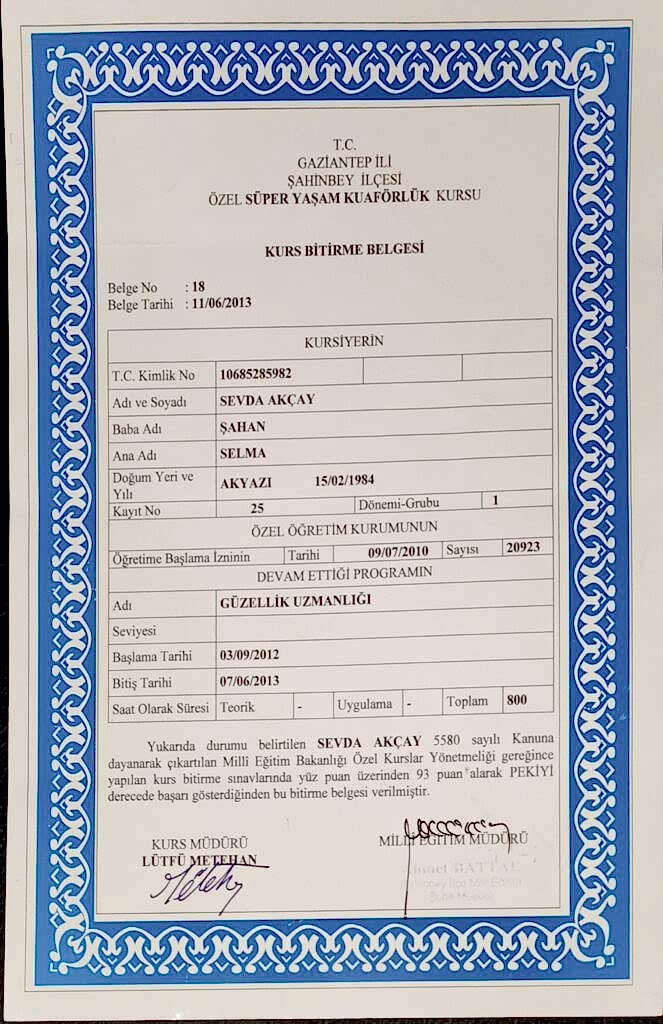 T.C.
GAZİANTEP İLİ
ŞAHİNBEY İLÇESİ
ÖZEL SÜPER YAŞAM KUAFÖRLÜK KURSU
KURS BİTİRME BELGESİ
Belge No : 18
Belge Tarihi : 11/06/2013
KURSİYERİN
T.C. Kimlik No 10685285982
Adı ve Soyadı SEVDA AKÇAY
Baba Adı ŞAHAN
Ana Adı SELMA
Doğum Yeri ve
Yılı AKYAZI 15/02/1984
Kayıt No 25 Dönemi-Grubu 1
ÖZEL ÖĞRETİM KURUMUNUN
Öğretime Başlama İzninin Tarihi 09/07/2010 Sayısı 20923
DEVAM ETTİĞİ PROGRAMIN
Adı GÜZELLİK UZMANLIĞI
Seviyesi
Başlama Tarihi 03/09/2012
Bitiş Tarihi 07/06/2013
Saat Olarak Süresi Teorik - Uygulama - Toplam 800
Yukarıda durumu belirtilen SEVDA AKÇAY 5580 sayılı Kanuna
dayanarak çıkartılan Millî Eğitim Bakanlığı Özel Kurslar Yönetmeliği gereğince
yapılan kurs bitirme sınavlarında yüz puan üzerinden 93 puan alarak PEKİYİ
derecede başarı gösterdiğinden bu bitirme belgesi verilmiştir.
KURS MÜDÜRÜ MİLLİ EĞİTİM MÜDÜRÜ
LÜTFÜ METEHAN
BATTAL